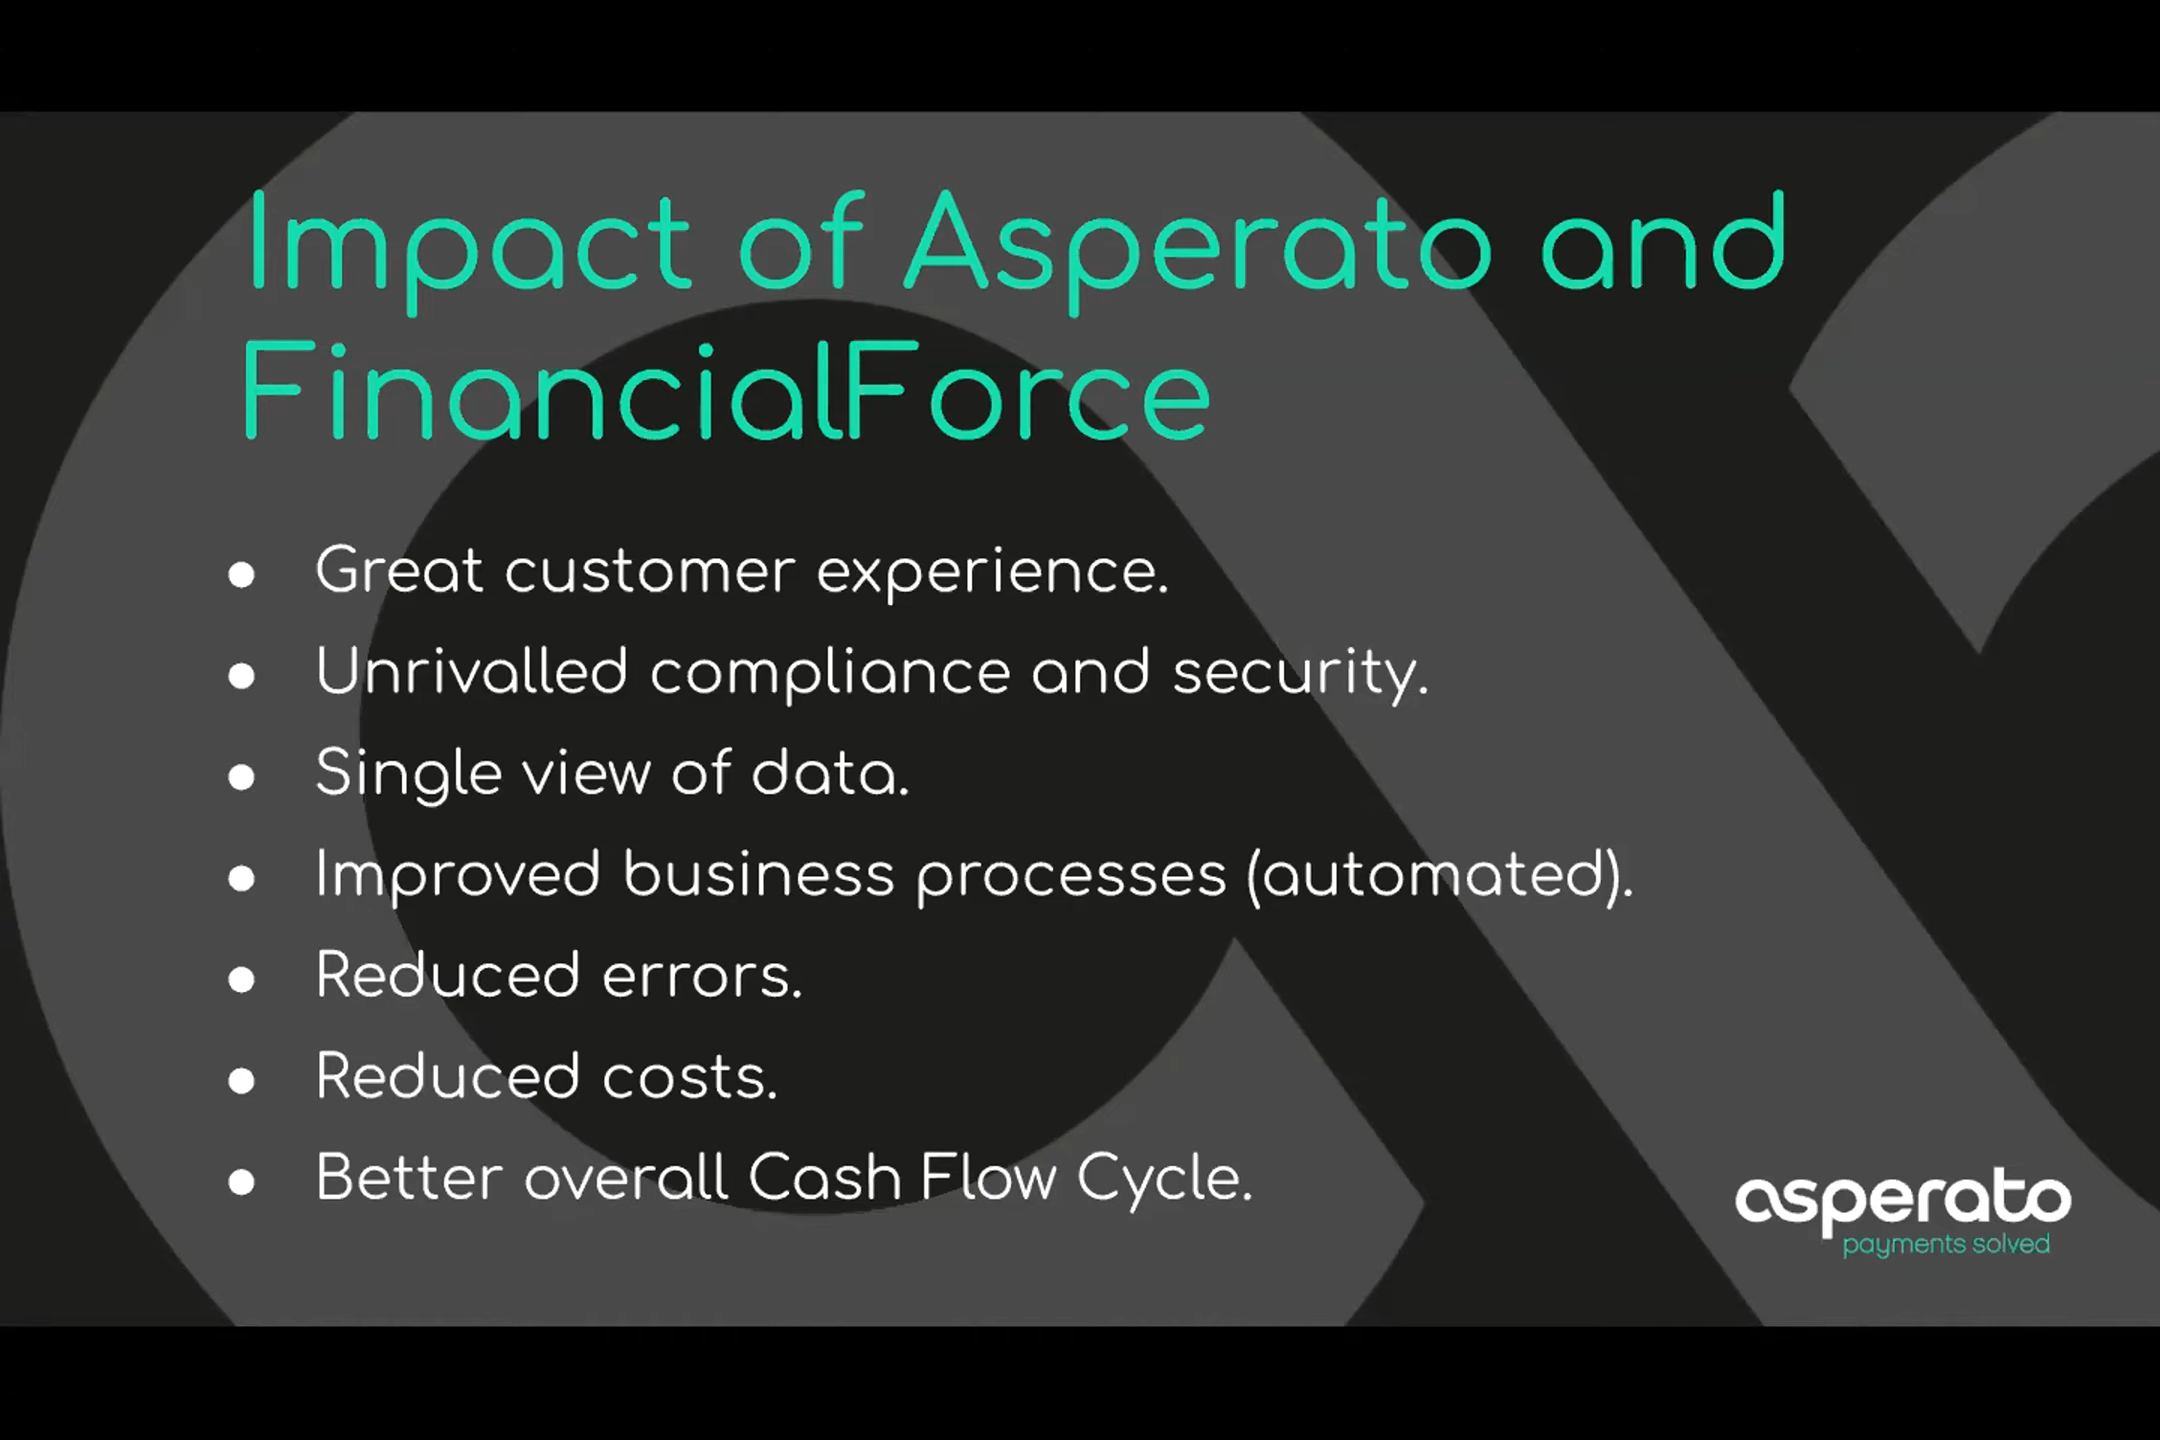 Impact of Asperato and
FinancialForce
● Great customer experience.
● Unrivalled compliance and security.
● Single view of data.
● Improved business processes (automated).
● Reduced errors.
● Reduced costs.
● Better overall Cash Flow Cycle.
asperato
payments solved